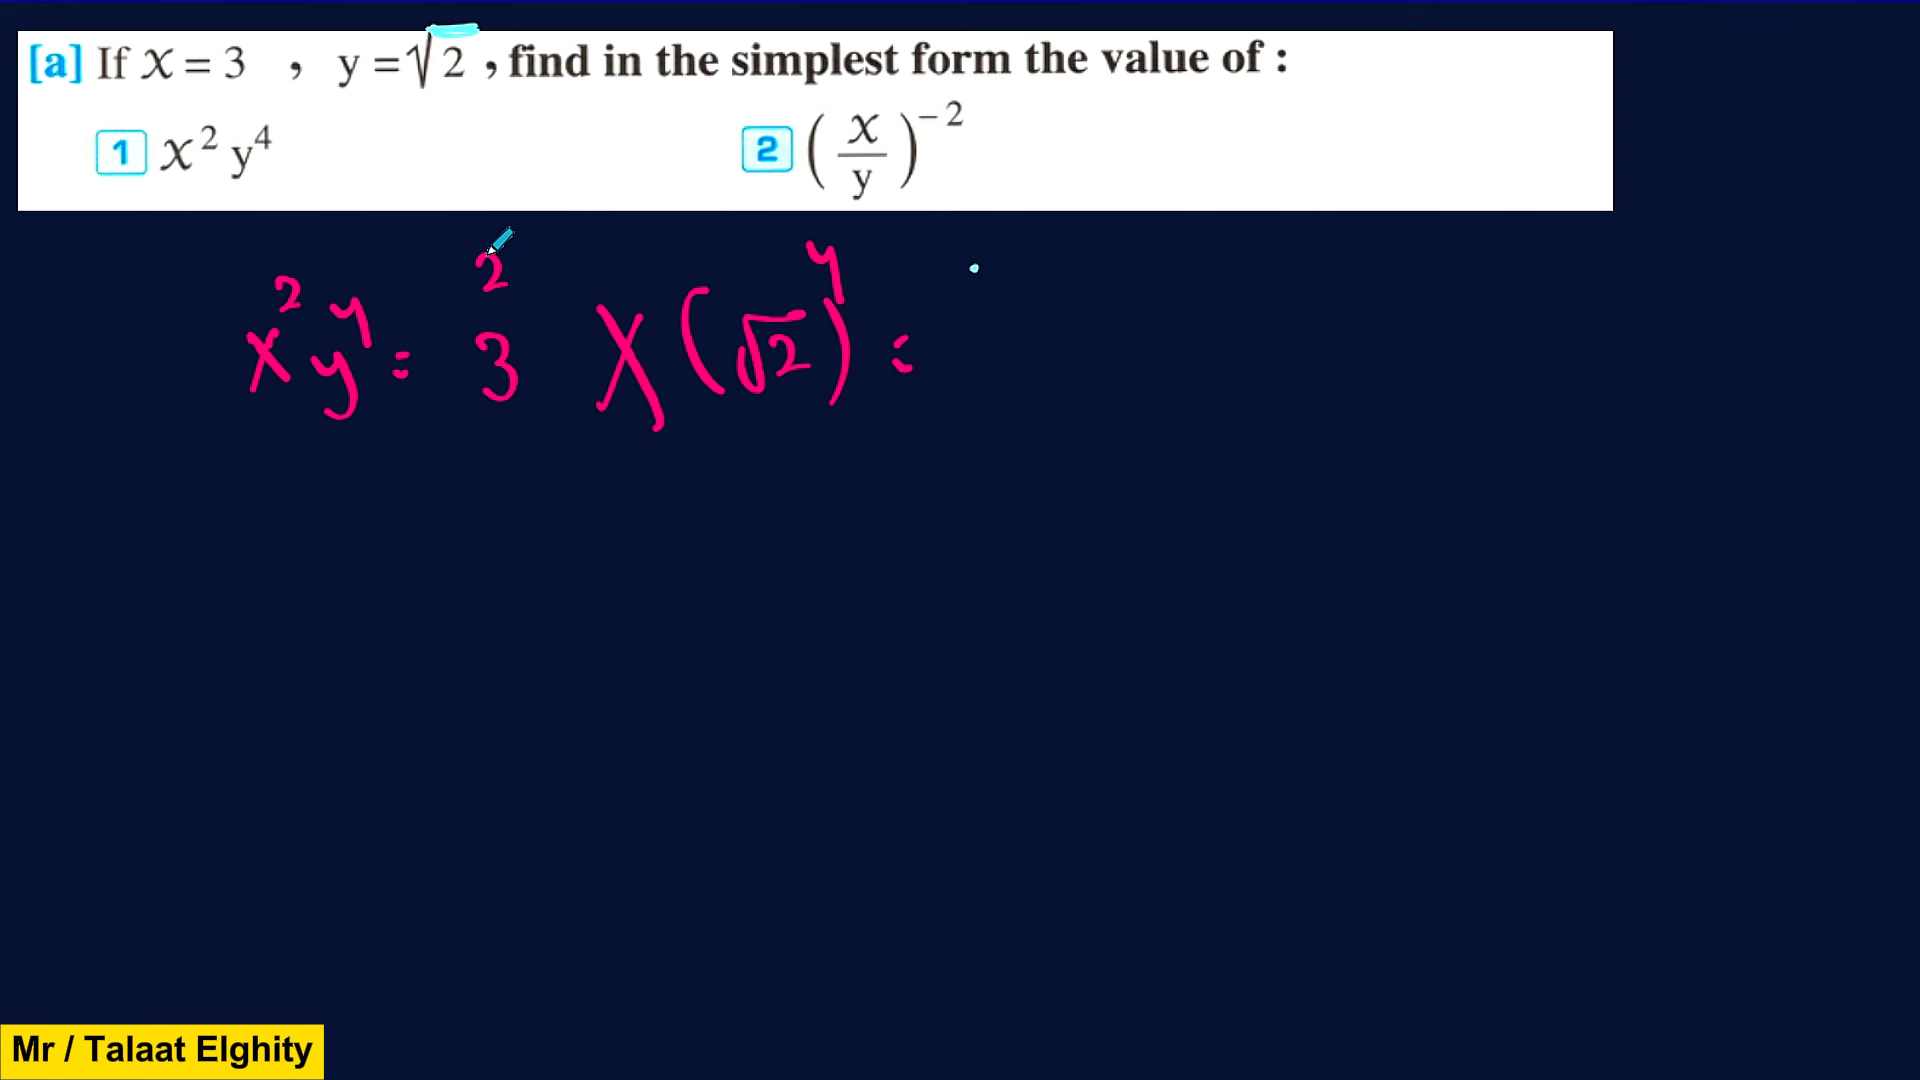 [a] If x = 3 , y = √2 , find in the simplest form the value of :
1 x² y⁴ 2 (x/y)⁻²
x² y⁴ = 3² × (√2)⁴ =
Mr / Talaat Elghity